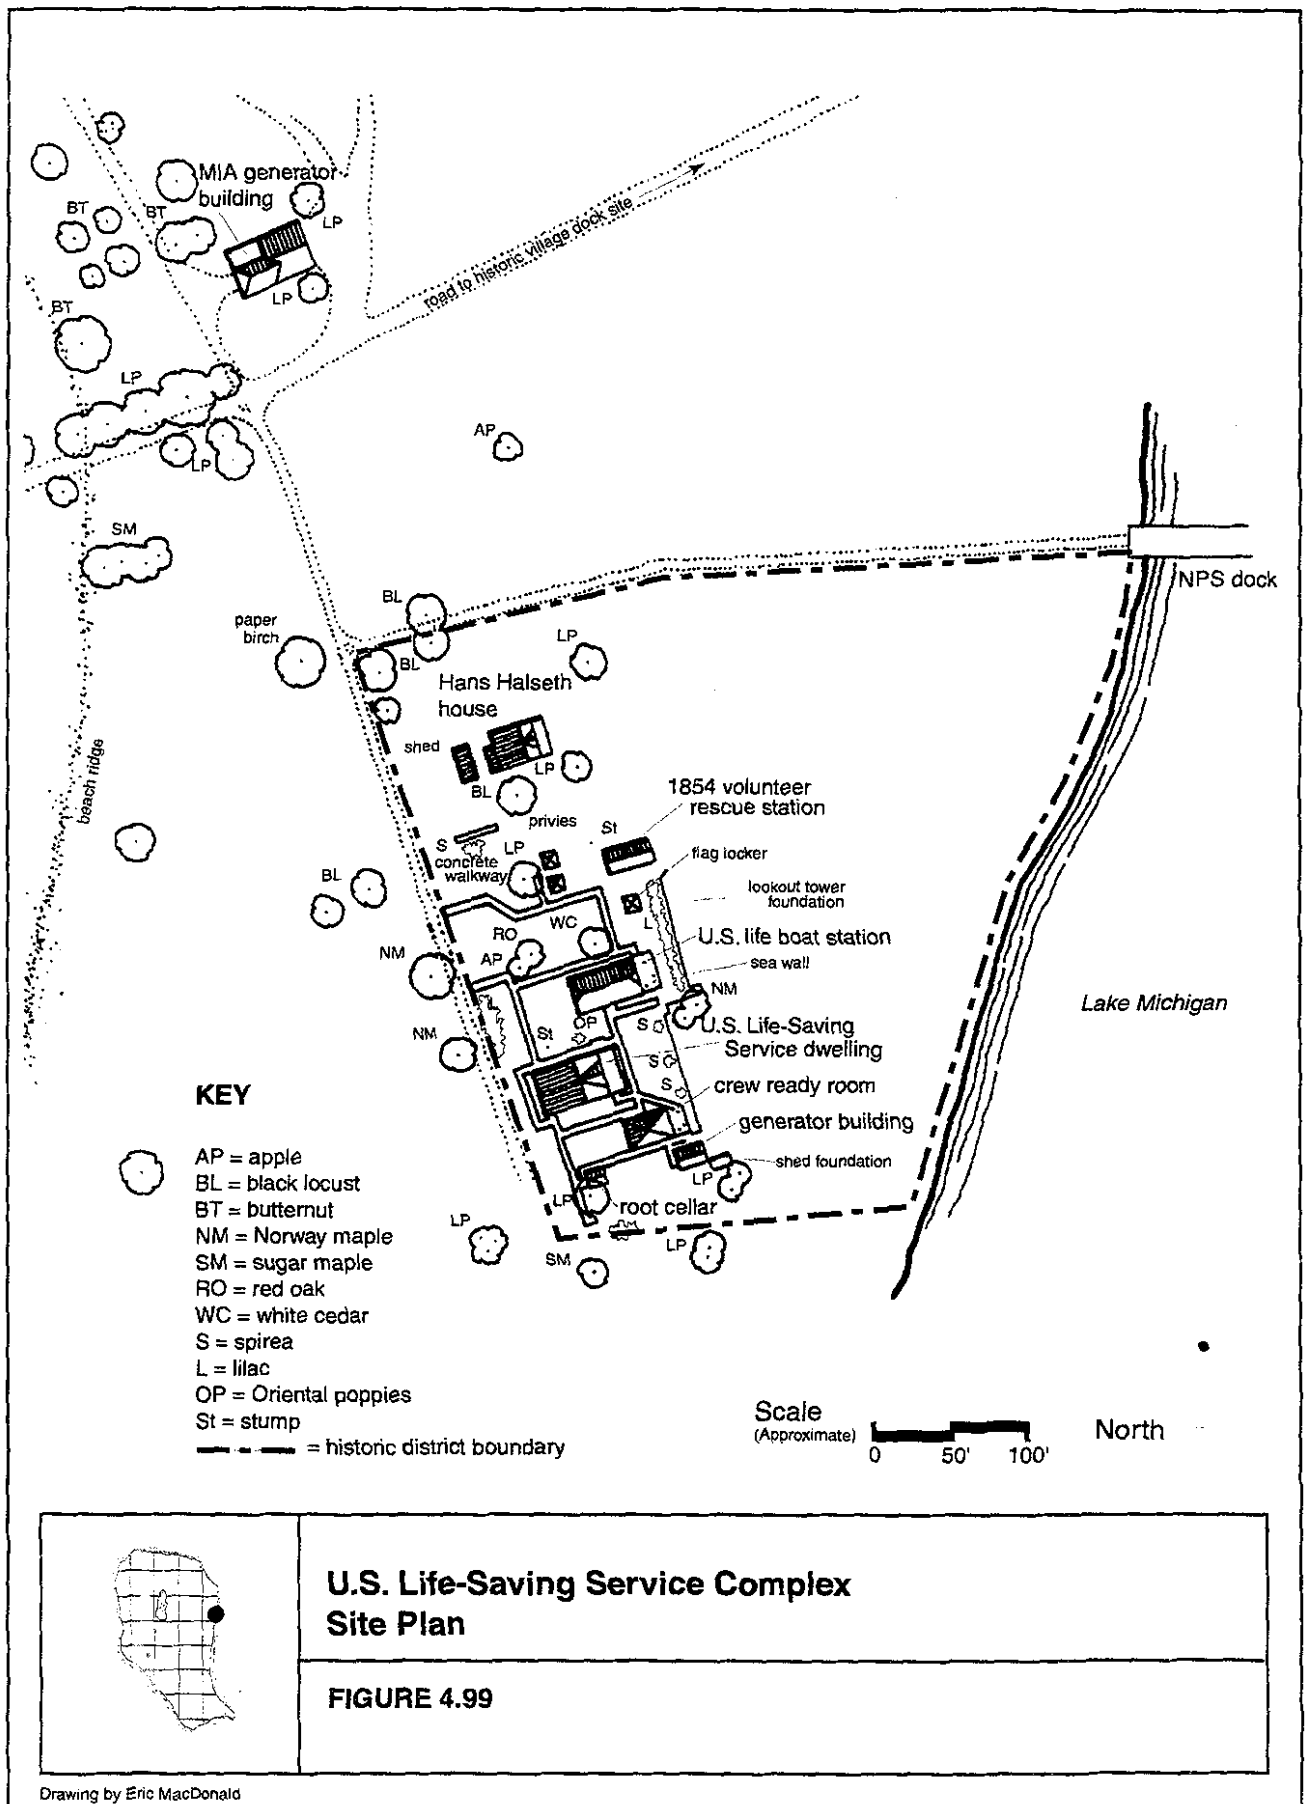 MIA generator
building
BT
BT
LP
LP
BT
LP
LP
road to historic village dock site
AP
SM
NPS dock
paper
birch
BL
BL
LP
Hans Halseth
house
shed
LP
BL
beach ridge
1854 volunteer
rescue station
privies
St
S
LP
concrete
walkway
flag locker
lookout tower
foundation
BL
WC
L
RO
U.S. life boat station
NM
AP
sea wall
NM
L
Lake Michigan
OP
S
U.S. Life-Saving
Service dwelling
NM
St
S
S
crew ready room
generator building
shed foundation
LP
LP
root cellar
LP
SM
LP
KEY
AP = apple
BL = black locust
BT = butternut
NM = Norway maple
SM = sugar maple
RO = red oak
WC = white cedar
S = spirea
L = lilac
OP = Oriental poppies
St = stump
= historic district boundary
Scale
(Approximate)
0 50' 100'
North
U.S. Life-Saving Service Complex
Site Plan
FIGURE 4.99
Drawing by Eric MacDonald